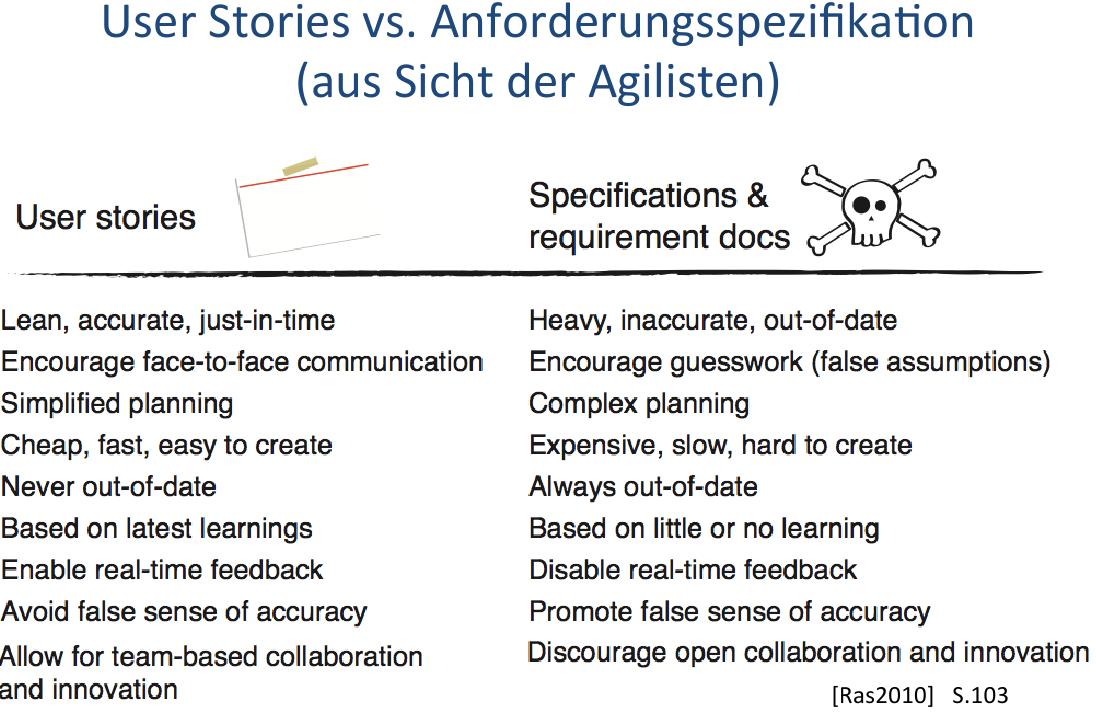 User Stories vs. Anforderungsspezifikation
(aus Sicht der Agilisten)
User stories
Specifications &
requirement docs
Lean, accurate, just-in-time
Heavy, inaccurate, out-of-date
Encourage face-to-face communication
Encourage guesswork (false assumptions)
Simplified planning
Complex planning
Cheap, fast, easy to create
Expensive, slow, hard to create
Never out-of-date
Always out-of-date
Based on latest learnings
Based on little or no learning
Enable real-time feedback
Disable real-time feedback
Avoid false sense of accuracy
Promote false sense of accuracy
Allow for team-based collaboration
and innovation
Discourage open collaboration and innovation
[Ras2010] S.103